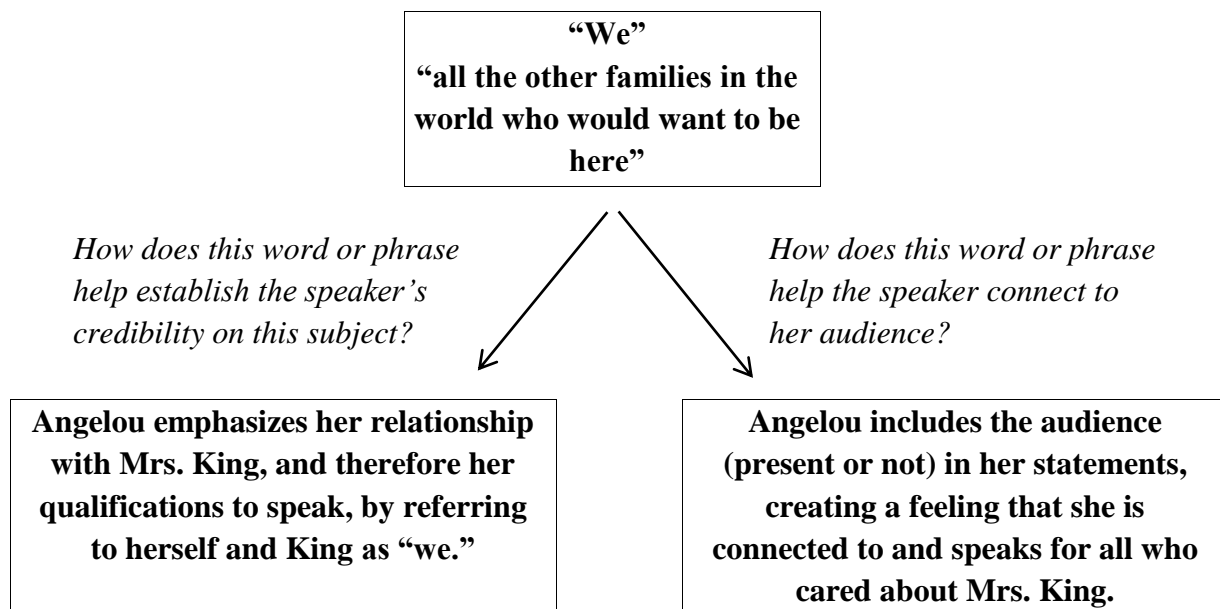 “We”
“all the other families in the
world who would want to be
here”
How does this word or phrase
help establish the speaker’s
credibility on this subject?
How does this word or phrase
help the speaker connect to
her audience?
Angelou emphasizes her relationship
with Mrs. King, and therefore her
qualifications to speak, by referring
to herself and King as “we.”
Angelou includes the audience
(present or not) in her statements,
creating a feeling that she is
connected to and speaks for all who
cared about Mrs. King.